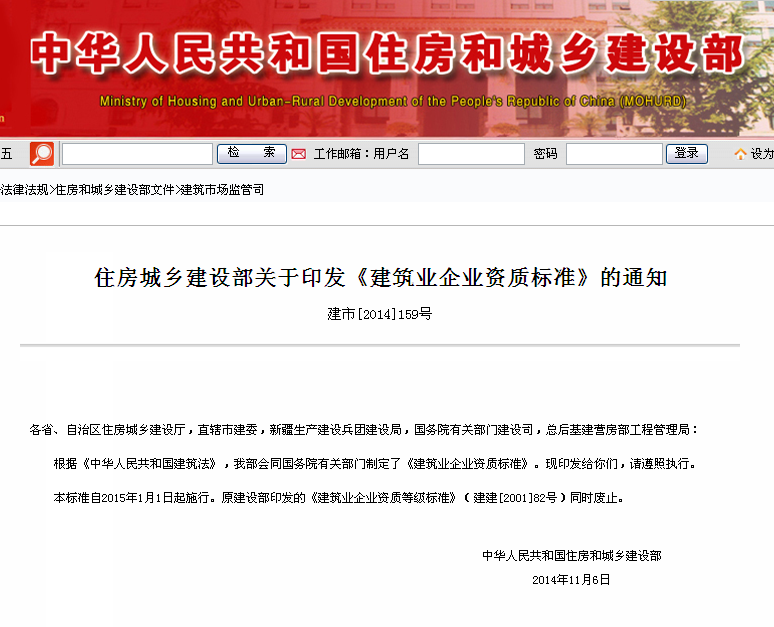 中华人民共和国住房和城乡建设部
Ministry of Housing and Urban-Rural Development of the People's Republic of China (MOHURD)
n
五 检 索 工作邮箱：用户名 密码 登录 设为
法律法规>住房和城乡建设部文件>建筑市场监管司
住房城乡建设部关于印发《建筑业企业资质标准》的通知
建市[2014]159号
各省、自治区住房城乡建设厅，直辖市建委，新疆生产建设兵团建设局，国务院有关部门建设司，总后基建营房部工程管理局：
根据《中华人民共和国建筑法》，我部会同国务院有关部门制定了《建筑业企业资质标准》。现印发给你们，请遵照执行。
本标准自2015年1月1日起施行。原建设部印发的《建筑业企业资质等级标准》（建建[2001]82号）同时废止。
中华人民共和国住房和城乡建设部
2014年11月6日